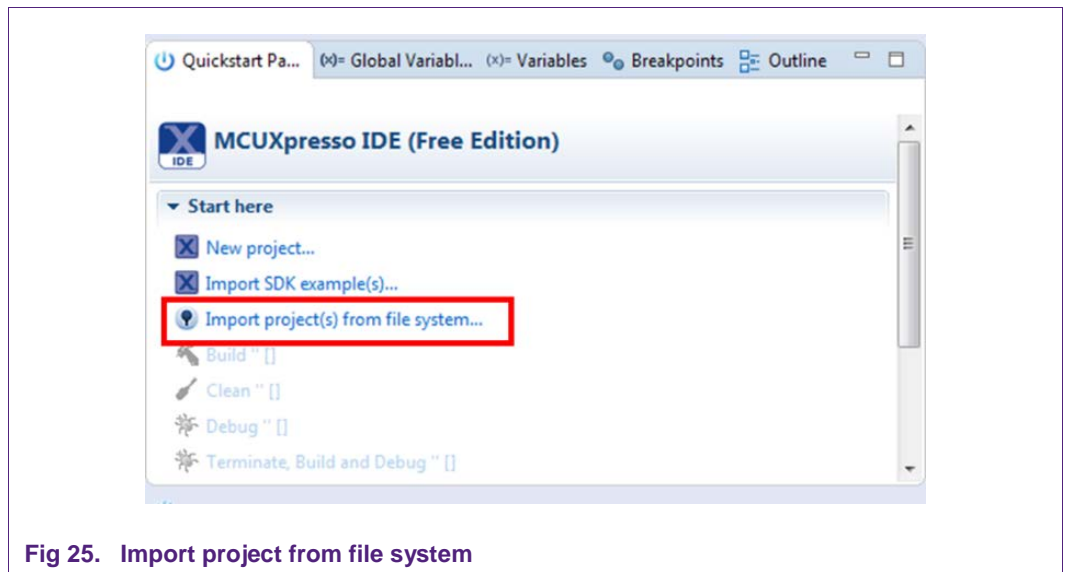 Quickstart Pa... (x)= Global Variabl... (x)= Variables Breakpoints Outline
IDE
MCUXpresso IDE (Free Edition)
Start here
New project...
Import SDK example(s)...
Import project(s) from file system...
Build '' []
Clean '' []
Debug '' []
Terminate, Build and Debug '' []
Fig 25. Import project from file system